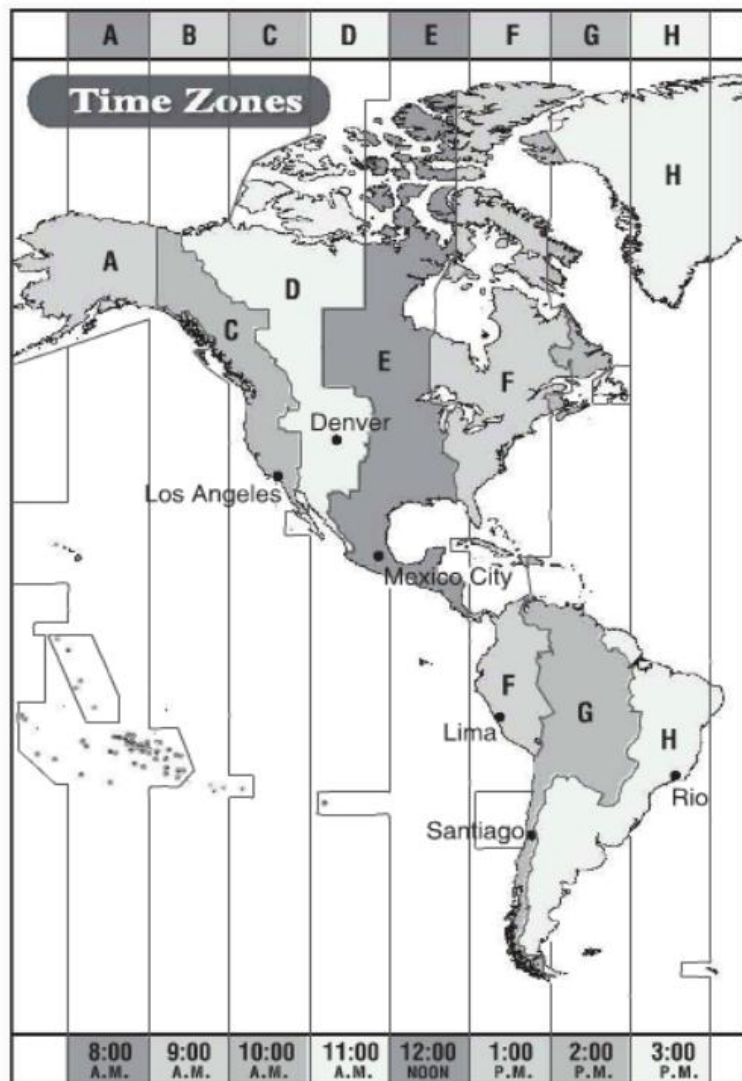 A B C D E F G H
Time Zones
H
A
D
C
E
F
Denver
Los Angeles
Mexico City
F
G
Lima
H
Rio
Santiago
8:00 9:00 10:00 11:00 12:00 1:00 2:00 3:00
A.M. A.M. A.M. A.M. NOON P.M. P.M. P.M.